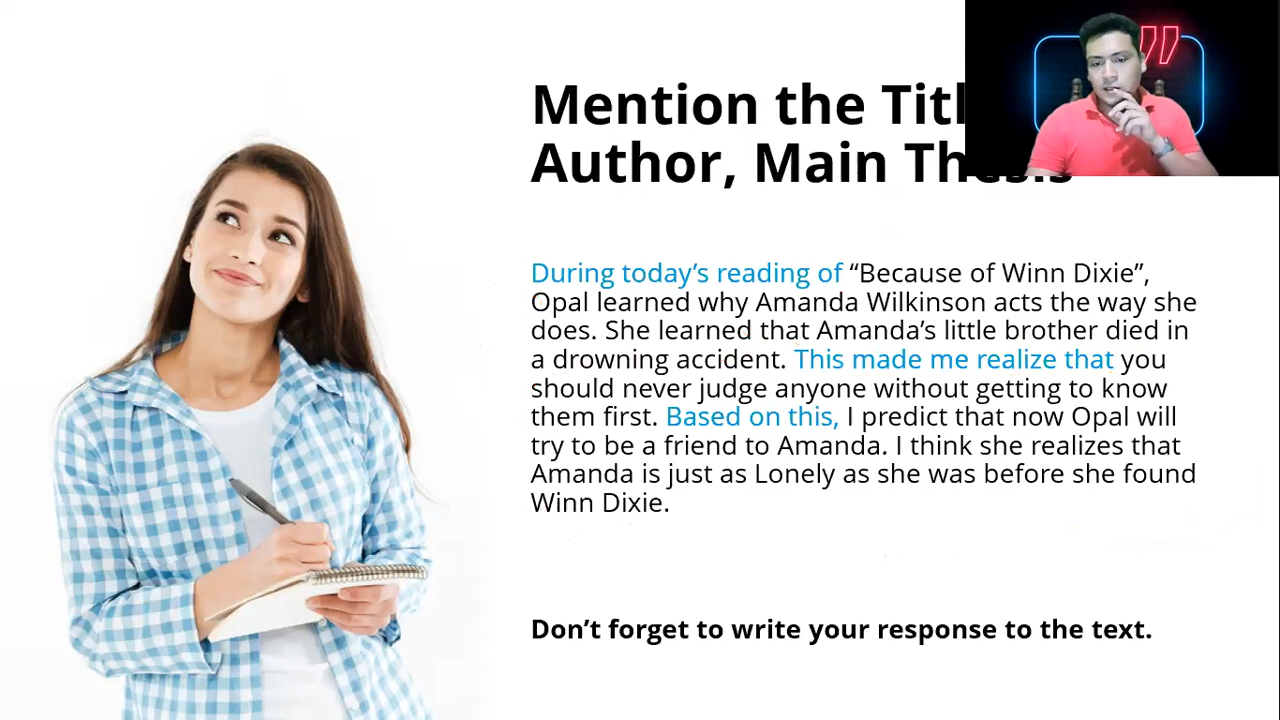 Mention the Titl
Author, Main Thesis
During today’s reading of “Because of Winn Dixie”,
Opal learned why Amanda Wilkinson acts the way she
does. She learned that Amanda’s little brother died in
a drowning accident. This made me realize that you
should never judge anyone without getting to know
them first. Based on this, I predict that now Opal will
try to be a friend to Amanda. I think she realizes that
Amanda is just as Lonely as she was before she found
Winn Dixie.
Don’t forget to write your response to the text.